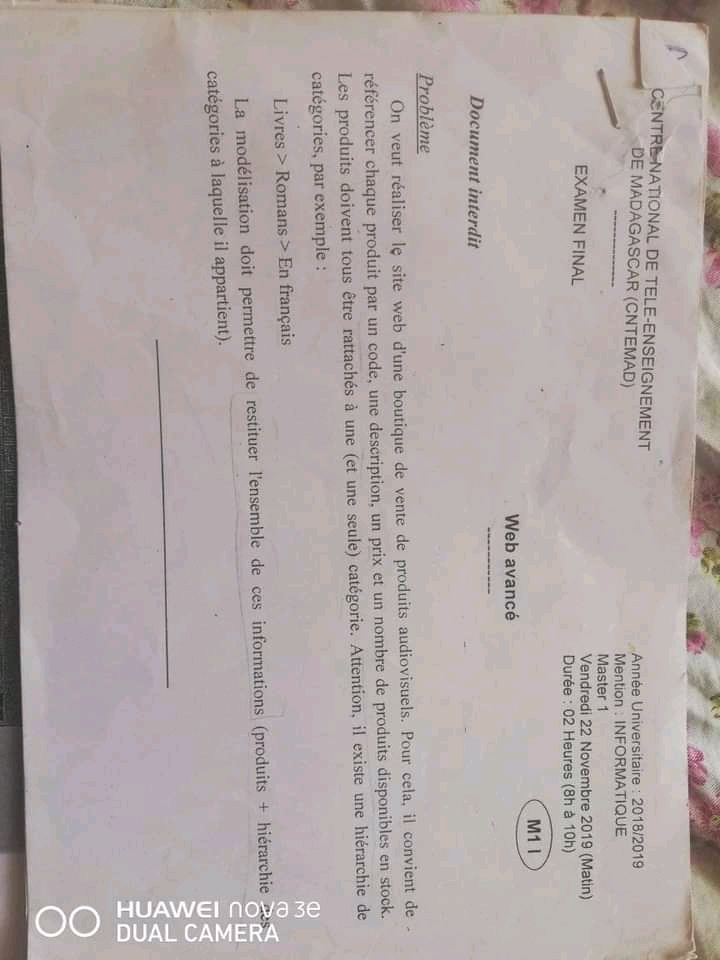 CENTRE NATIONAL DE TELE-ENSEIGNEMENT
DE MADAGASCAR (CNTEMAD)
---------------
EXAMEN FINAL
Année Universitaire : 2018/2019
Mention : INFORMATIQUE
Master 1
Vendredi 22 Novembre 2019 (Matin)
Durée : 02 Heures (8h à 10h)
Web avancé
-----------
M1 I
Document interdit
Problème
On veut réaliser le site web d'une boutique de vente de produits audiovisuels. Pour cela, il convient de
référencer chaque produit par un code, une description, un prix et un nombre de produits disponibles en stock.
Les produits doivent tous être rattachés à une (et une seule) catégorie. Attention, il existe une hiérarchie de
catégories, par exemple :
Livres > Romans > En français
La modélisation doit permettre de restituer l'ensemble de ces informations (produits + hiérarchie des
catégories à laquelle il appartient).
HUAWEI nova 3e
DUAL CAMERA